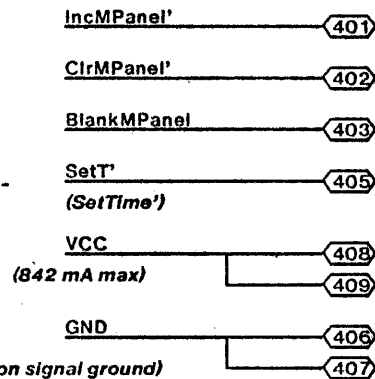 IncMPanel' 401
ClrMPanel' 402
BlankMPanel 403
SetT' 405
(SetTime')
VCC 408
(842 mA max) 409
GND 406
on signal ground) 407